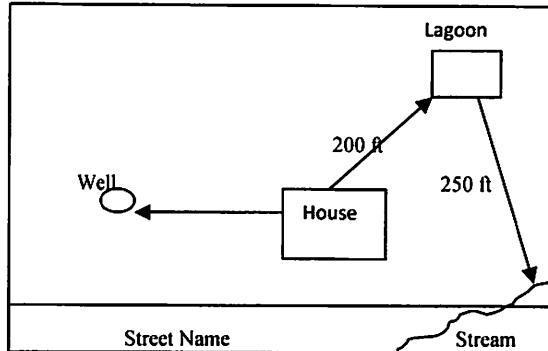 Lagoon
200 ft
Well
250 ft
House
Street Name
Stream